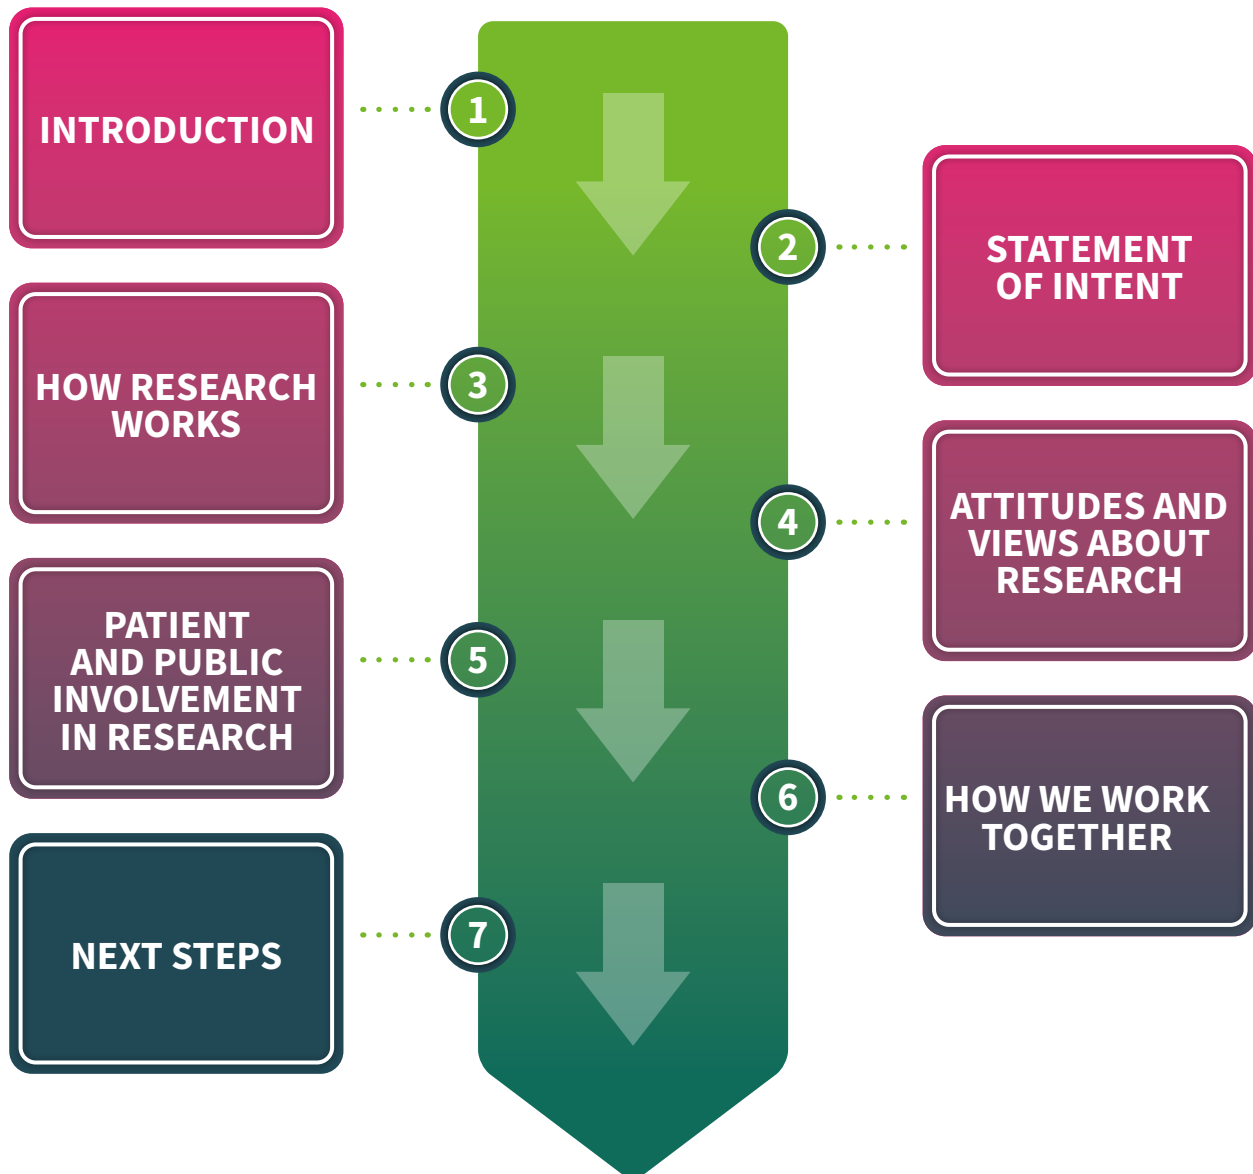 INTRODUCTION
1
2
STATEMENT
OF INTENT
HOW RESEARCH
WORKS
3
4
ATTITUDES AND
VIEWS ABOUT
RESEARCH
PATIENT
AND PUBLIC
INVOLVEMENT
IN RESEARCH
5
6
HOW WE WORK
TOGETHER
NEXT STEPS
7